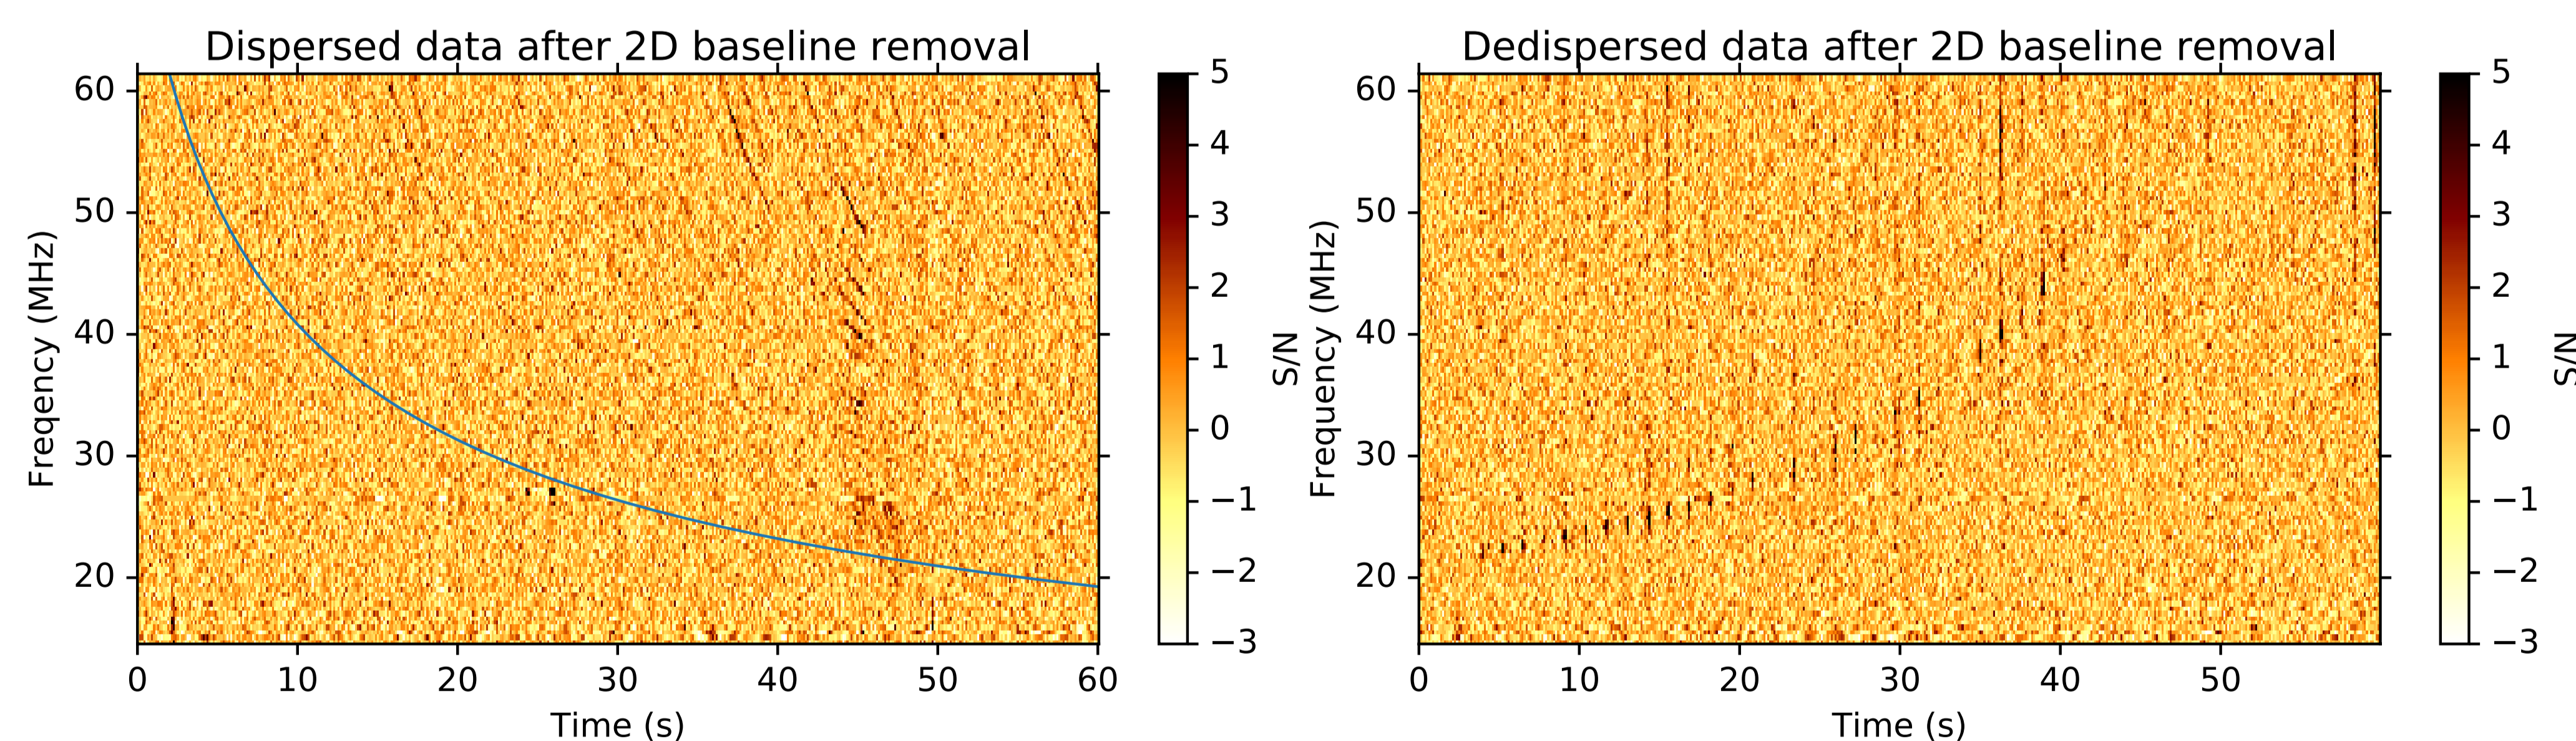 Dispersed data after 2D baseline removal
60
50
40
30
20
Freqency (MHz)
0 10 20 30 40 50 60
Time (s)
5
4
3
2
1
0
−1
−2
−3
S/N
Dedispersed data after 2D baseline removal
60
50
40
30
20
Frequency (MHz)
0 10 20 30 40 50
Time (s)
5
4
3
2
1
0
−1
−2
−3
S/N